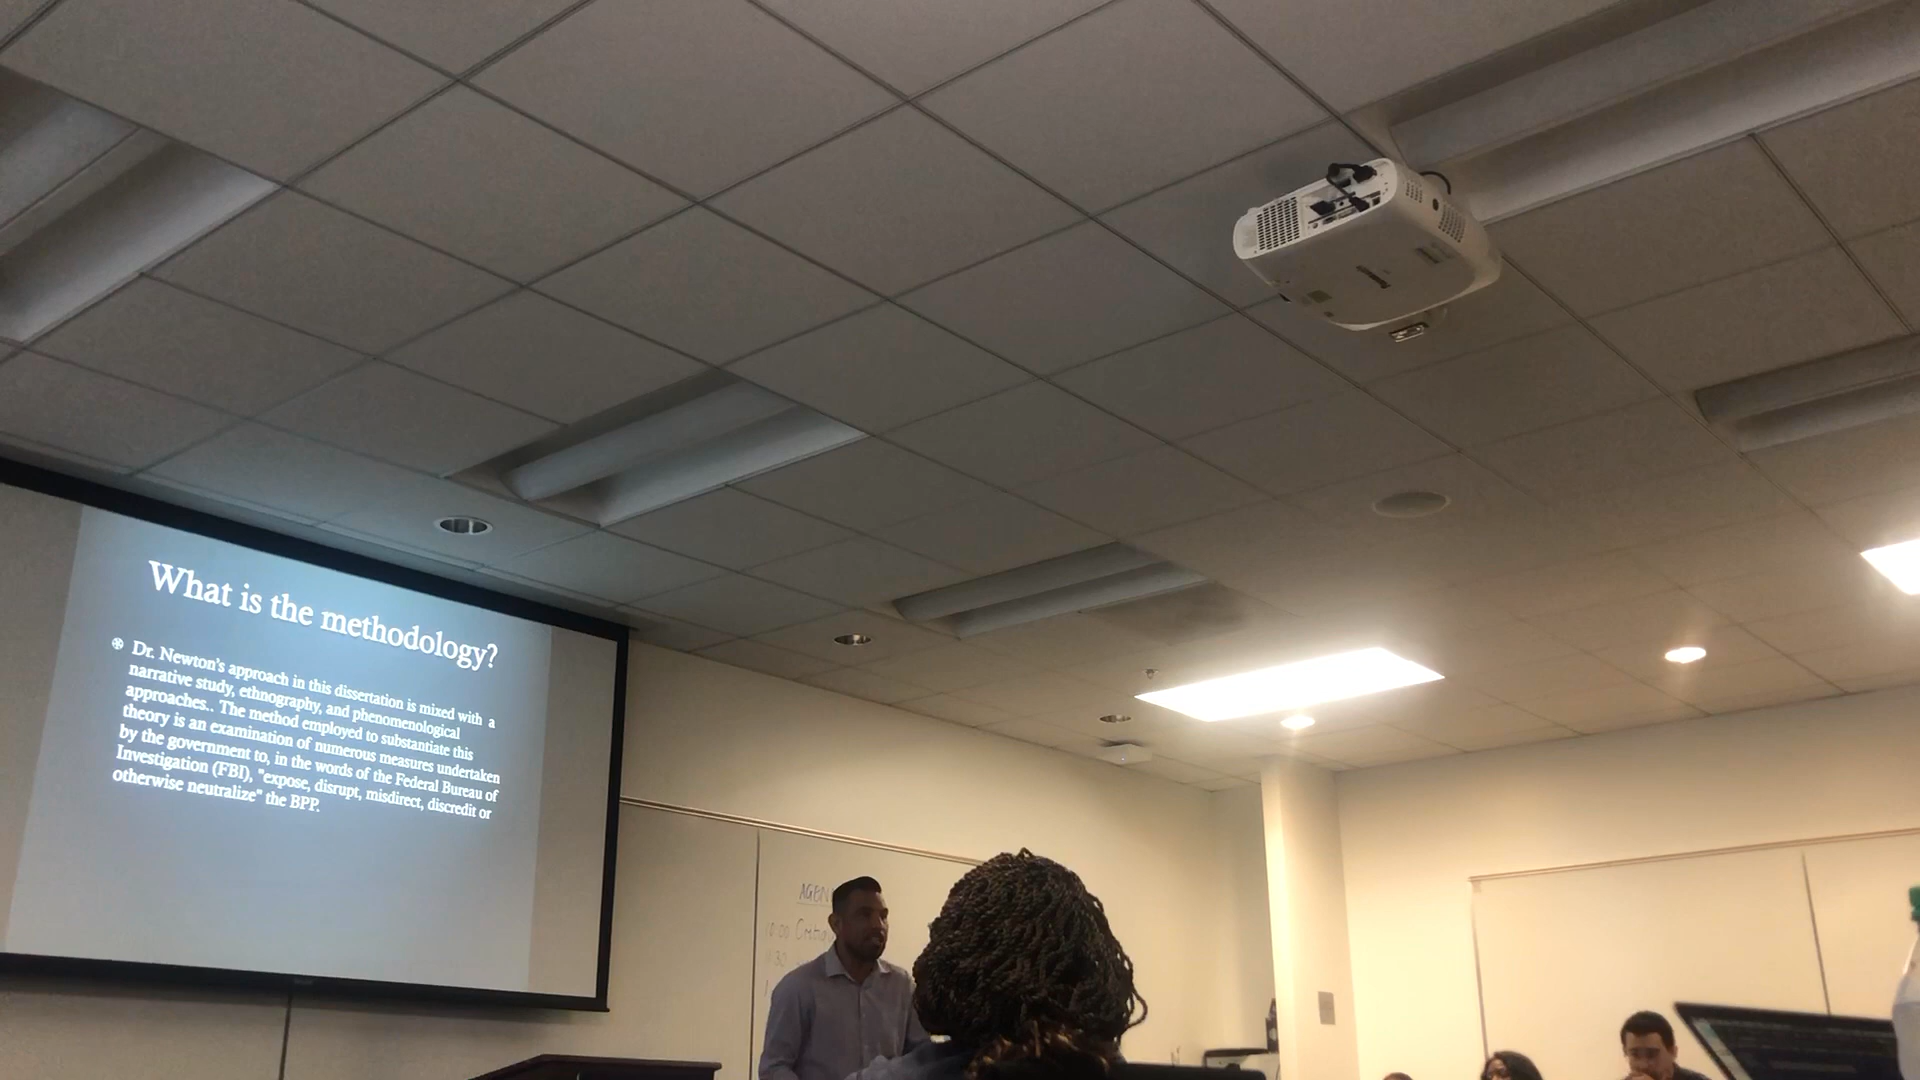 What is the methodology?
Dr. Newton's approach in this dissertation is mixed with a
narrative study, ethnography, and phenomenological
approaches.. The method employed to substantiate this
theory is an examination of numerous measures undertaken
by the government to, in the words of the Federal Bureau of
Investigation (FBI), "expose, disrupt, misdirect, discredit or
otherwise neutralize" the BPP.
AGEN